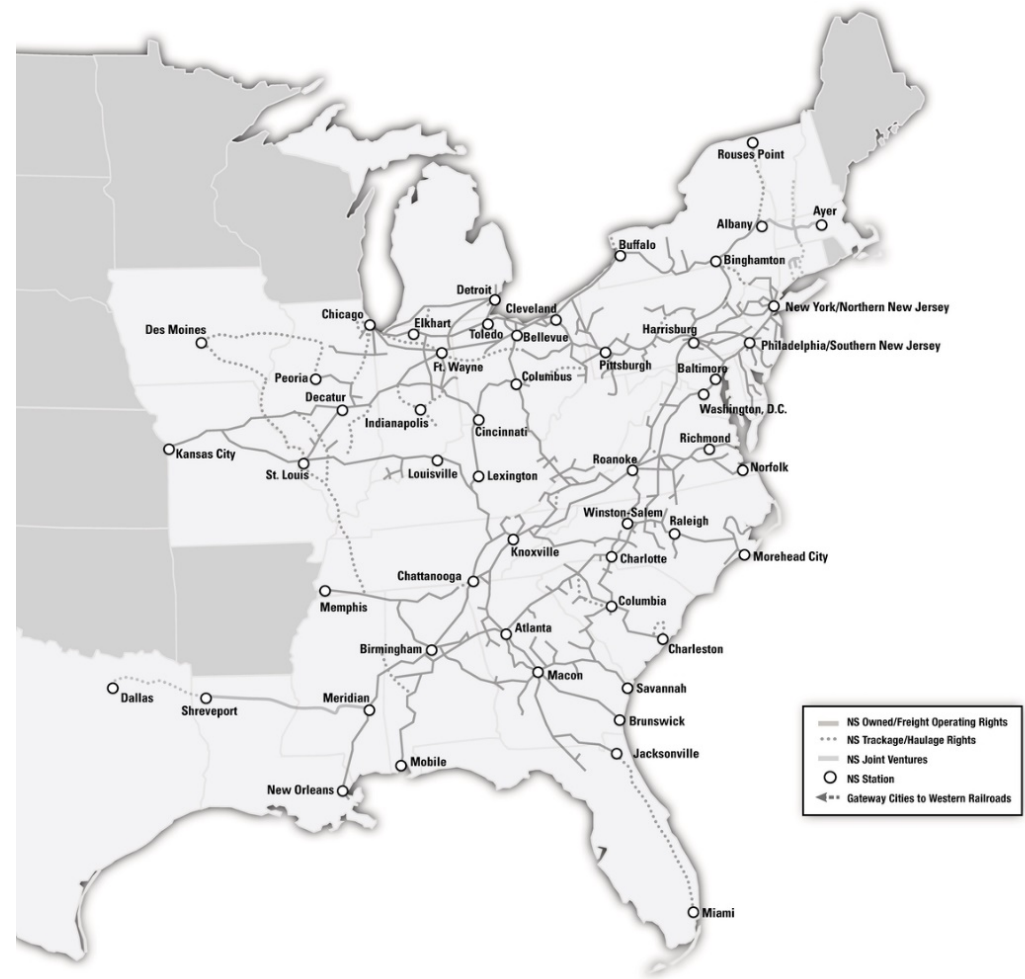 Rouses Point
Albany
Ayer
Buffalo
Binghamton
Detroit
Cleveland
New York/Northern New Jersey
Chicago
Elkhart
Toledo
Bellevue
Harrisburg
Des Moines
Philadelphia/Southern New Jersey
Ft. Wayne
Pittsburgh
Baltimore
Peoria
Columbus
Decatur
Washington, D.C.
Indianapolis
Cincinnati
Richmond
Kansas City
Roanoke
Norfolk
St. Louis
Louisville
Lexington
Winston-Salem
Raleigh
Knoxville
Charlotte
Morehead City
Chattanooga
Memphis
Columbia
Atlanta
Birmingham
Charleston
Macon
Dallas
Shreveport
Meridian
Savannah
Brunswick
Jacksonville
Mobile
New Orleans
Miami
NS Owned/Freight Operating Rights
NS Trackage/Haulage Rights
NS Joint Ventures
NS Station
Gateway Cities to Western Railroads